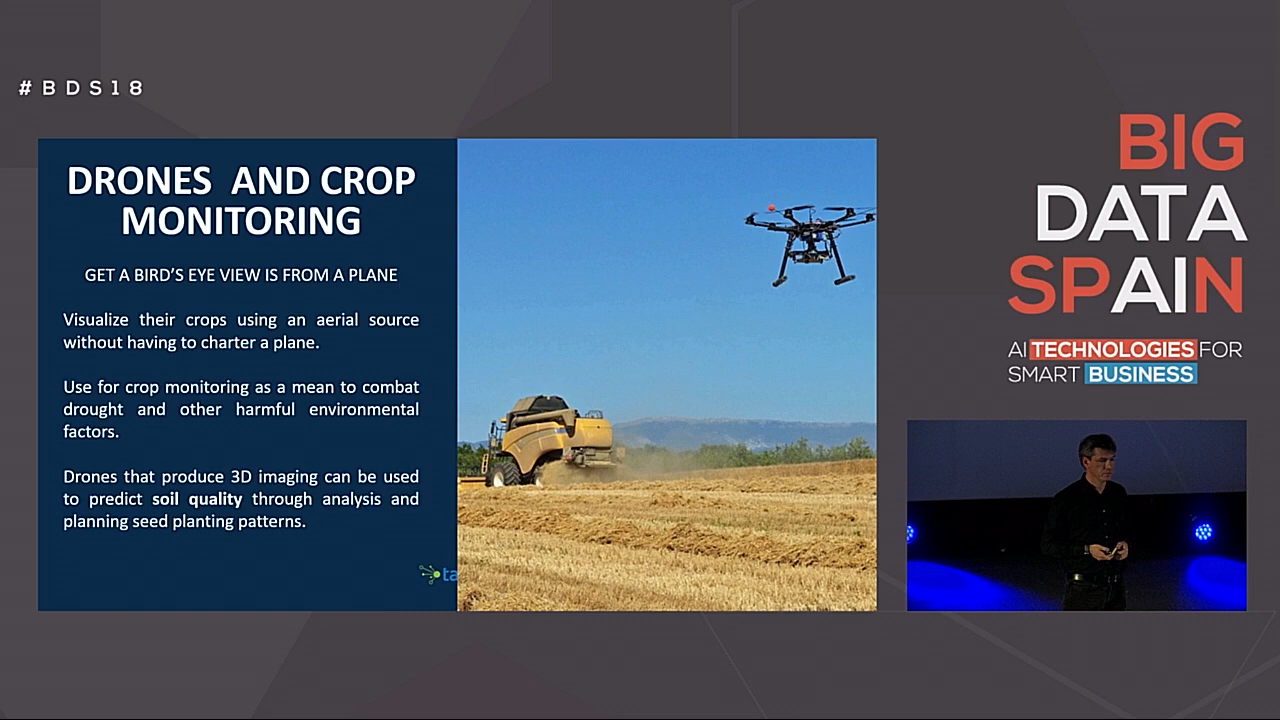 #BDS18
DRONES AND CROP
MONITORING
GET A BIRD'S EYE VIEW IS FROM A PLANE
Visualize their crops using an aerial source
without having to charter a plane.
Use for crop monitoring as a mean to combat
drought and other harmful environmental
factors.
Drones that produce 3D imaging can be used
to predict soil quality through analysis and
planning seed planting patterns.
BIG
DATA
SPAIN
AI TECHNOLOGIES FOR
SMART BUSINESS